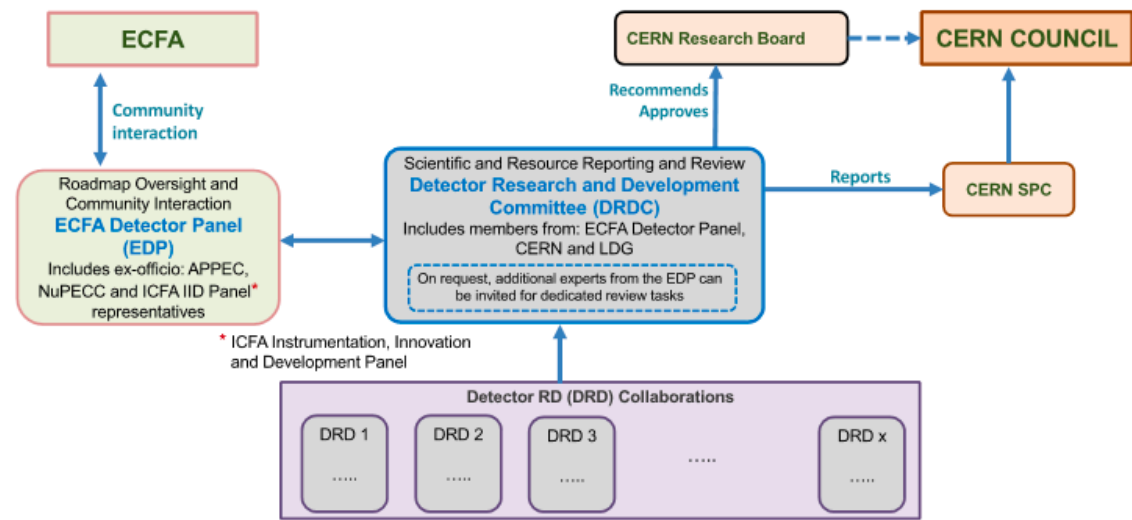 ECFA
CERN Research Board
CERN COUNCIL
Community
interaction
Recommends
Approves
Roadmap Oversight and
Community Interaction
ECFA Detector Panel
(EDP)
Includes ex-officio: APPEC,
NuPECC and ICFA IID Panel*
representatives
Scientific and Resource Reporting and Review
Detector Research and Development
Committee (DRDC)
Includes members from: ECFA Detector Panel,
CERN and LDG
On request, additional experts from the EDP can
be invited for dedicated review tasks
Reports
CERN SPC
* ICFA Instrumentation, Innovation
and Development Panel
Detector RD (DRD) Collaborations
DRD 1
.....
DRD 2
.....
DRD 3
.....
.....
DRD x
.....